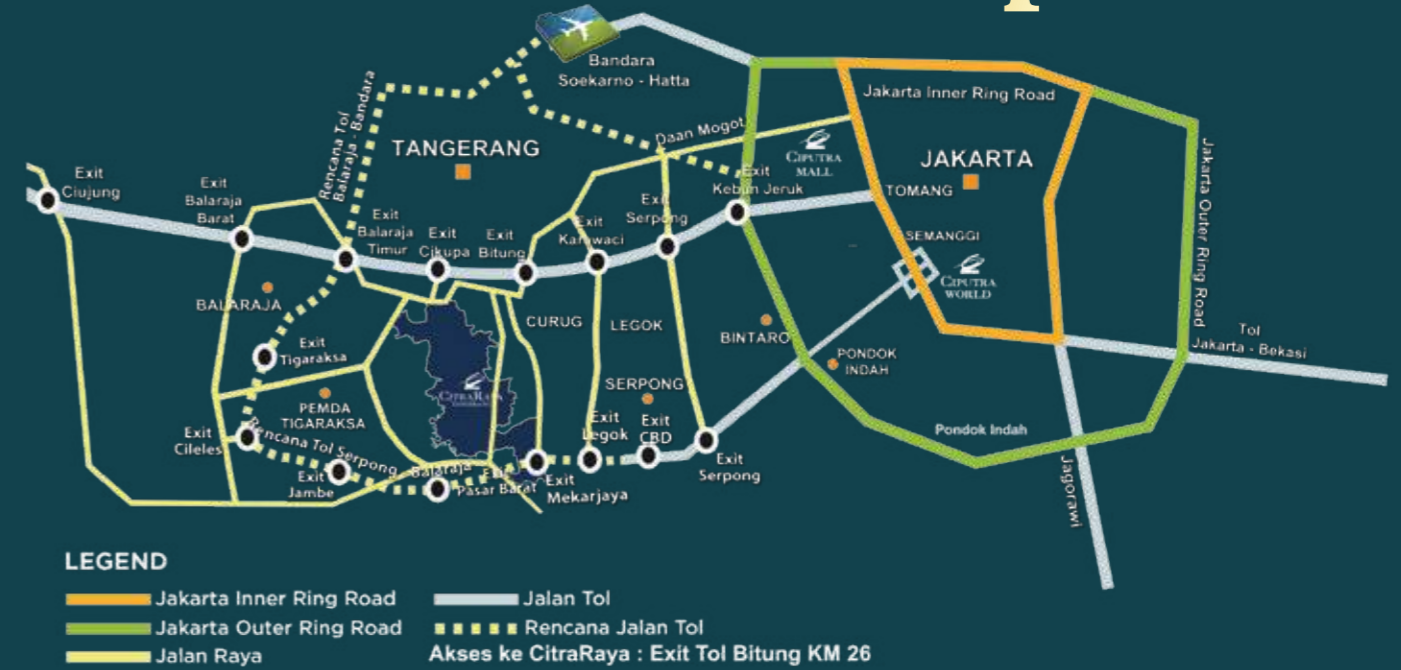 Bandara
Soekarno - Hatta
Jakarta Inner Ring Road
Rencana Tol
Balaraja - Bandara
TANGERANG
Daan Mogot
CIPUTRA
MALL
JAKARTA
Jakarta Outer Ring Road
Exit
Ciujung
Exit
Balaraja
Barat
Exit
Balaraja
Timur
Exit
Cikupa
Exit
Bitung
Exit
Karawaci
Exit
Serpong
Exit
Kebun Jeruk
TOMANG
SEMANGGI
CIPUTRA
WORLD
BALARAJA
CURUG
LEGOK
BINTARO
PONDOK
INDAH
Tol
Jakarta - Bekasi
Exit
Tigaraksa
PEMDA
TIGARAKSA
CITRARAYA
SERPONG
Exit
Cileles
Rencana Tol Serpong
Balaraja
Exit
Jambe
Exit
Pasar Barat
Exit
Mekarjaya
Exit
Legok
Exit
CBD
Exit
Serpong
Pondok Indah
Jagorawi
LEGEND
Jakarta Inner Ring Road
Jalan Tol
Jakarta Outer Ring Road
Rencana Jalan Tol
Jalan Raya
Akses ke CitraRaya : Exit Tol Bitung KM 26